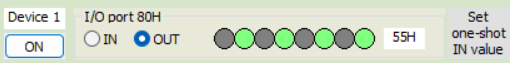 Device 1
ON
I/O port 80H
IN
OUT
55H
Set
one-shot
IN value